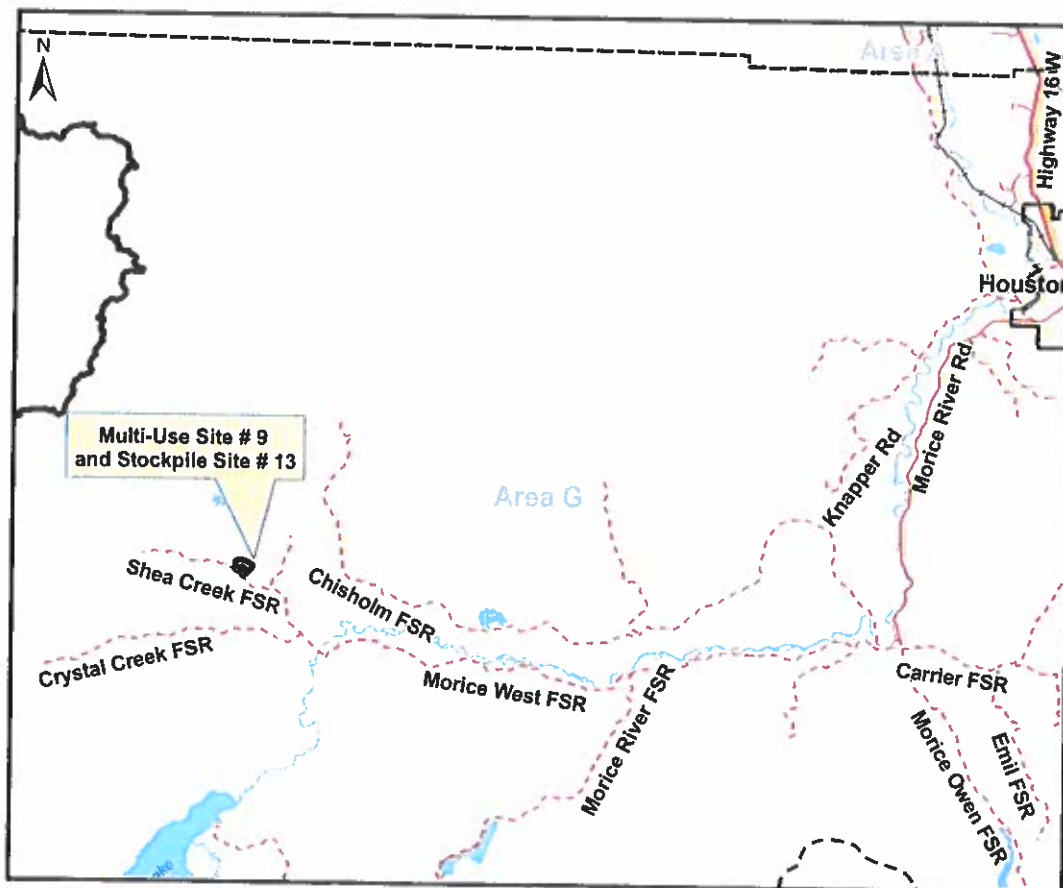 N
Area A
Highway 16 W
Houston
Multi-Use Site # 9
and Stockpile Site # 13
Knapper Rd
Morice River Rd
Area G
Shea Creek FSR
Chisholm FSR
Crystal Creek FSR
Morice West FSR
Morice River FSR
Carrier FSR
Morice Owen FSR
Emil FSR